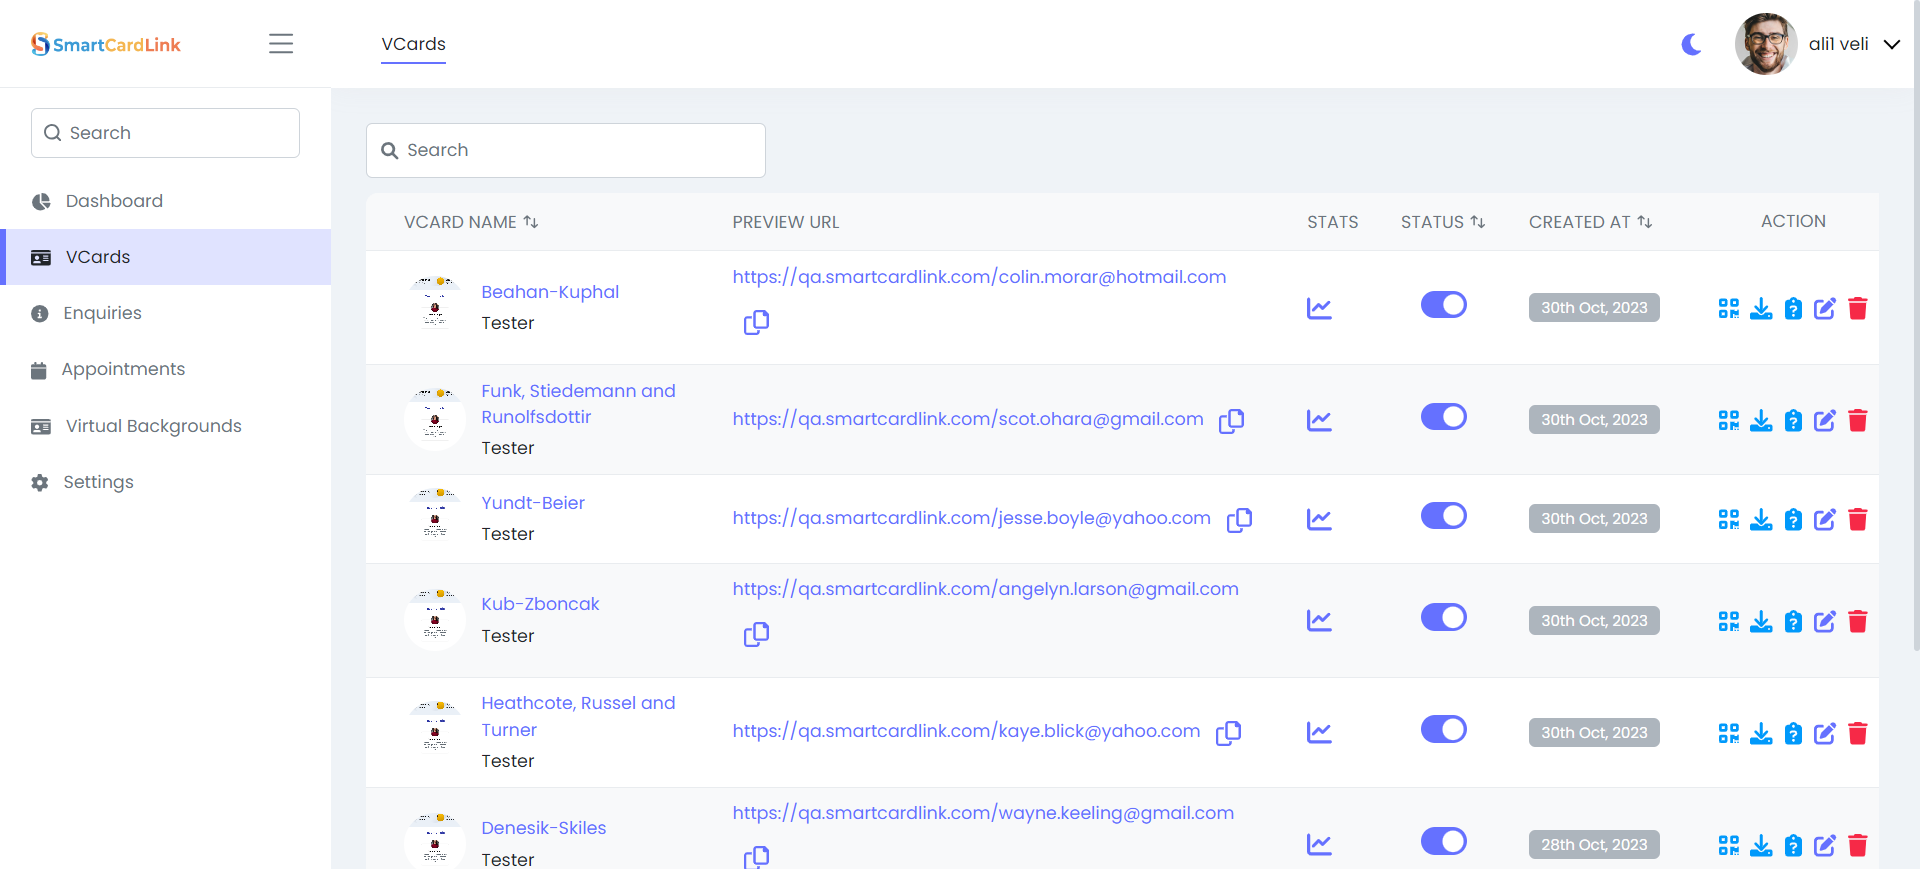 SmartCardLink
VCards
ali1 veli
Search
Dashboard
VCards
Enquiries
Appointments
Virtual Backgrounds
Settings
Search
VCARD NAME PREVIEW URL STATS STATUS CREATED AT ACTION
Beahan-Kuphal
Tester
https://qa.smartcardlink.com/colin.morar@hotmail.com
30th Oct, 2023
Funk, Stiedemann and
Runolfsdottir
Tester
https://qa.smartcardlink.com/scot.ohara@gmail.com
30th Oct, 2023
Yundt-Beier
Tester
https://qa.smartcardlink.com/jesse.boyle@yahoo.com
30th Oct, 2023
Kub-Zboncak
Tester
https://qa.smartcardlink.com/angelyn.larson@gmail.com
30th Oct, 2023
Heathcote, Russel and
Turner
Tester
https://qa.smartcardlink.com/kaye.blick@yahoo.com
30th Oct, 2023
Denesik-Skiles
Tester
https://qa.smartcardlink.com/wayne.keeling@gmail.com
28th Oct, 2023